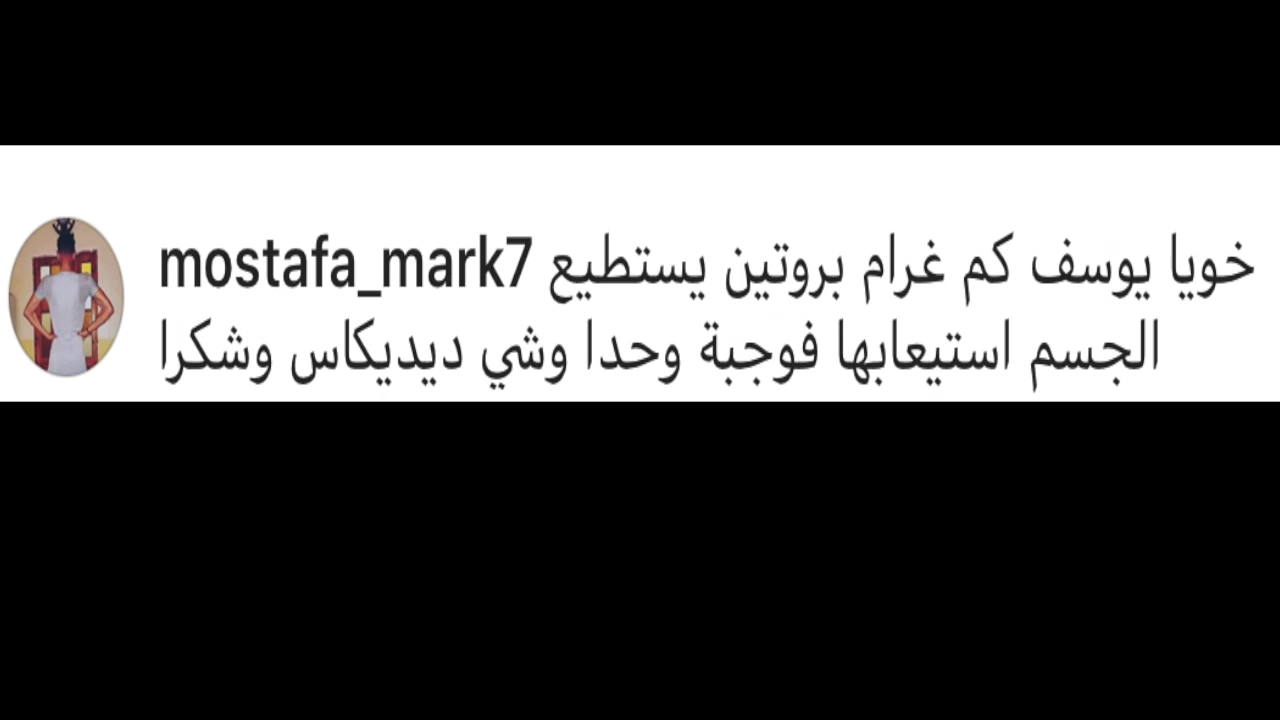 mostafa_mark7 خويا يوسف كم غرام بروتين يستطيع
الجسم استيعابها فوجبة وحدا وشي ديديكاس وشكرا